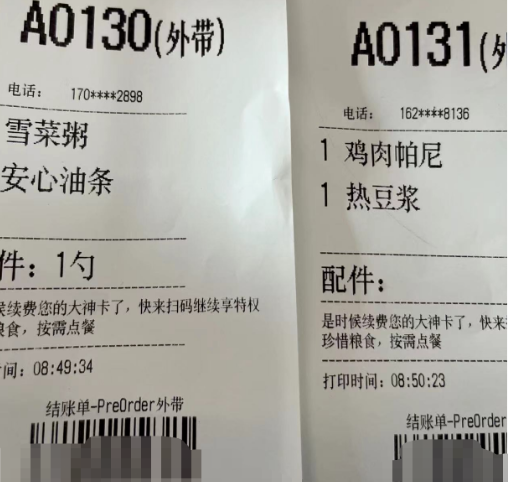 A0130(外带)
电话： 170****2898
雪菜粥
安心油条
件：1勺
候续费您的大神卡了，快来扫码继续享特权
粮食，按需点餐
间：08:49:34
结账单-PreOrder外带
A0131(外
电话： 162****8136
1 鸡肉帕尼
1 热豆浆
配件：
是时候续费您的大神卡了，快来
珍惜粮食，按需点餐
打印时间：08:50:23
结账单-PreOrder